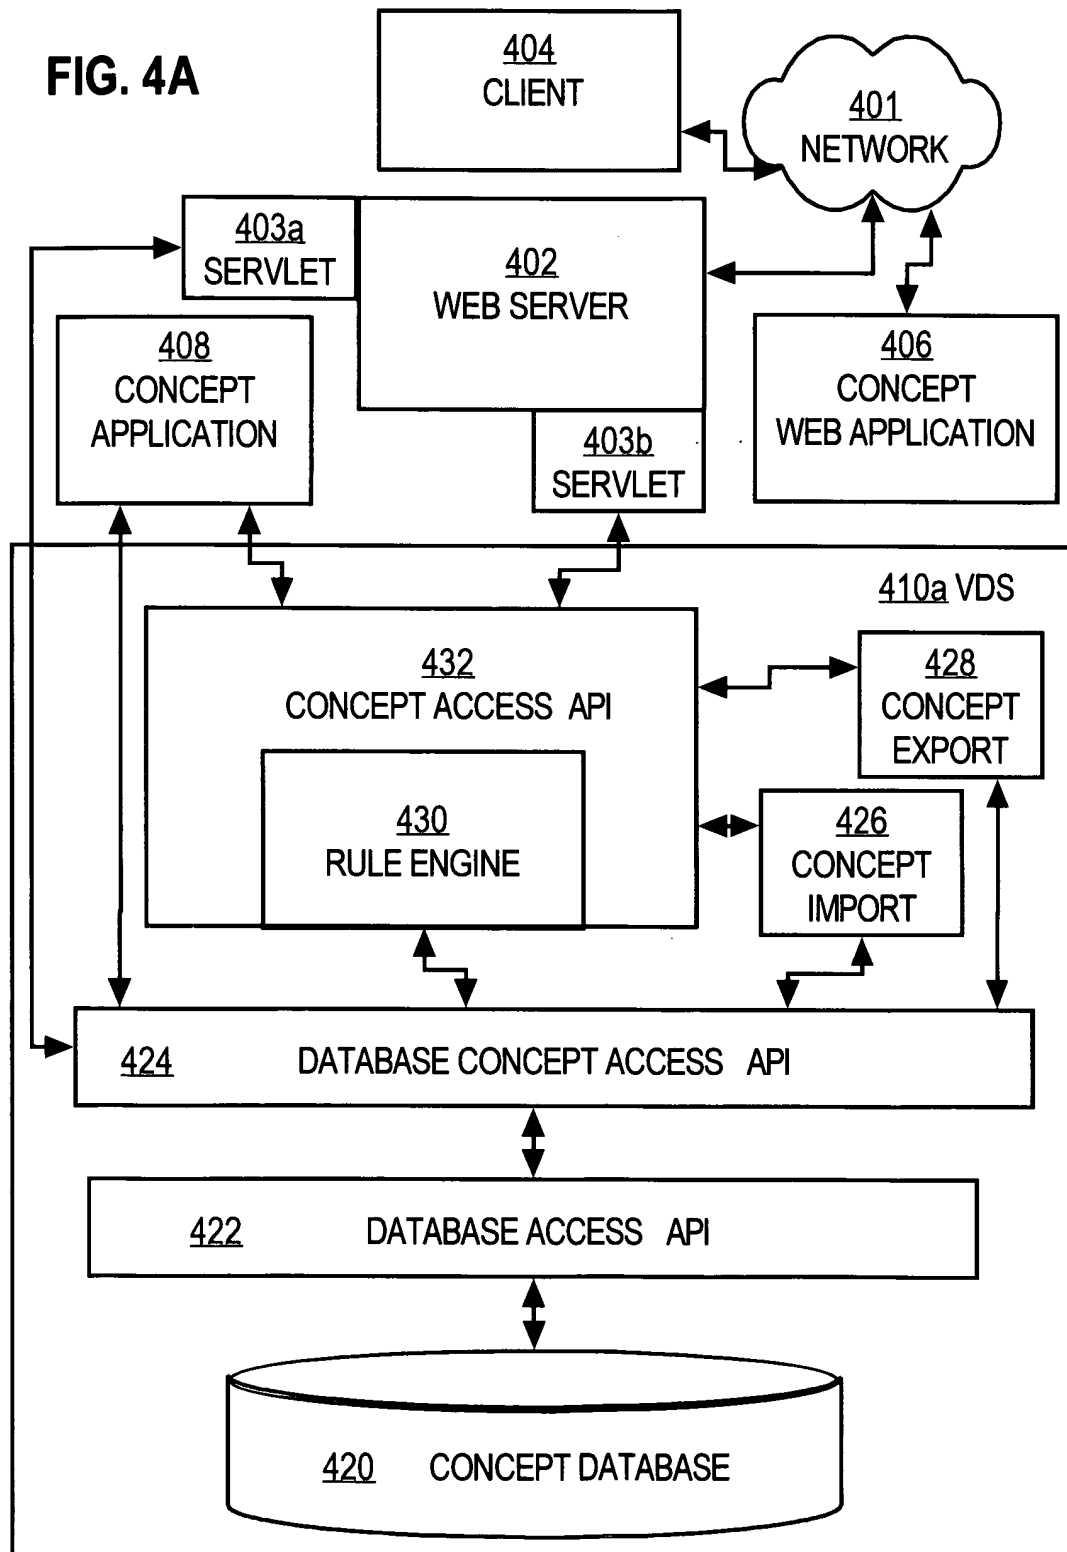 FIG. 4A
404
CLIENT
401
NETWORK
403a
SERVLET
402
WEB SERVER
408
CONCEPT
APPLICATION
406
CONCEPT
WEB APPLICATION
403b
SERVLET
410a VDS
432
CONCEPT ACCESS API
428
CONCEPT
EXPORT
430
RULE ENGINE
426
CONCEPT
IMPORT
424 DATABASE CONCEPT ACCESS API
422 DATABASE ACCESS API
420 CONCEPT DATABASE